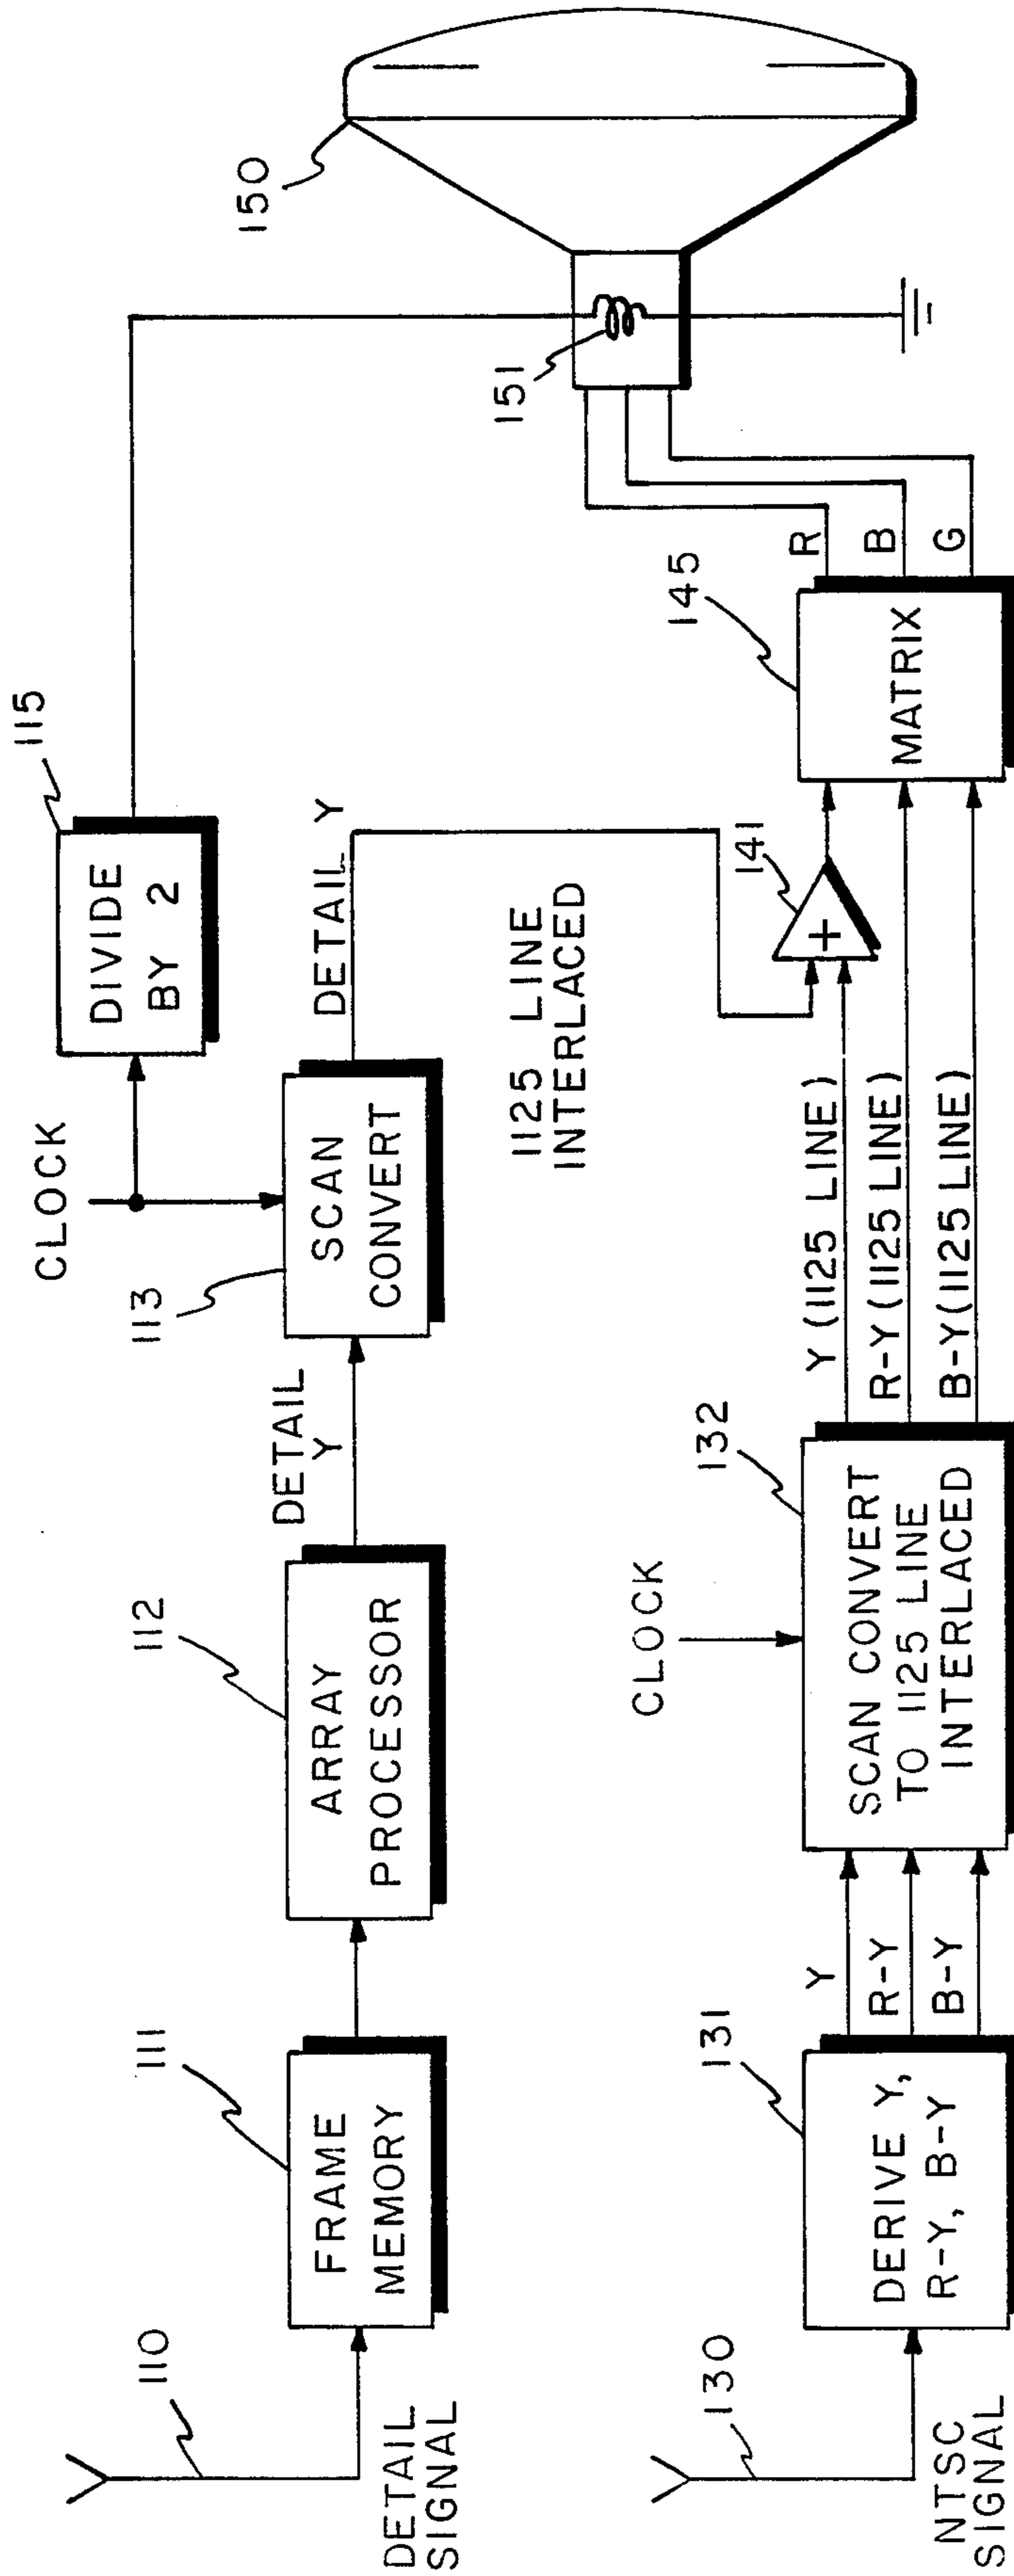 110
DETAIL
SIGNAL
111
FRAME
MEMORY
112
ARRAY
PROCESSOR
DETAIL
Y
113
SCAN
CONVERT
CLOCK
115
DIVIDE
BY 2
DETAIL Y
1125 LINE
INTERLACED
150
151
130
NTSC
SIGNAL
131
DERIVE Y,
R-Y, B-Y
Y
R-Y
B-Y
CLOCK
132
SCAN CONVERT
TO 1125 LINE
INTERLACED
Y (1125 LINE)
R-Y (1125 LINE)
B-Y (1125 LINE)
141
+
145
MATRIX
R
B
G